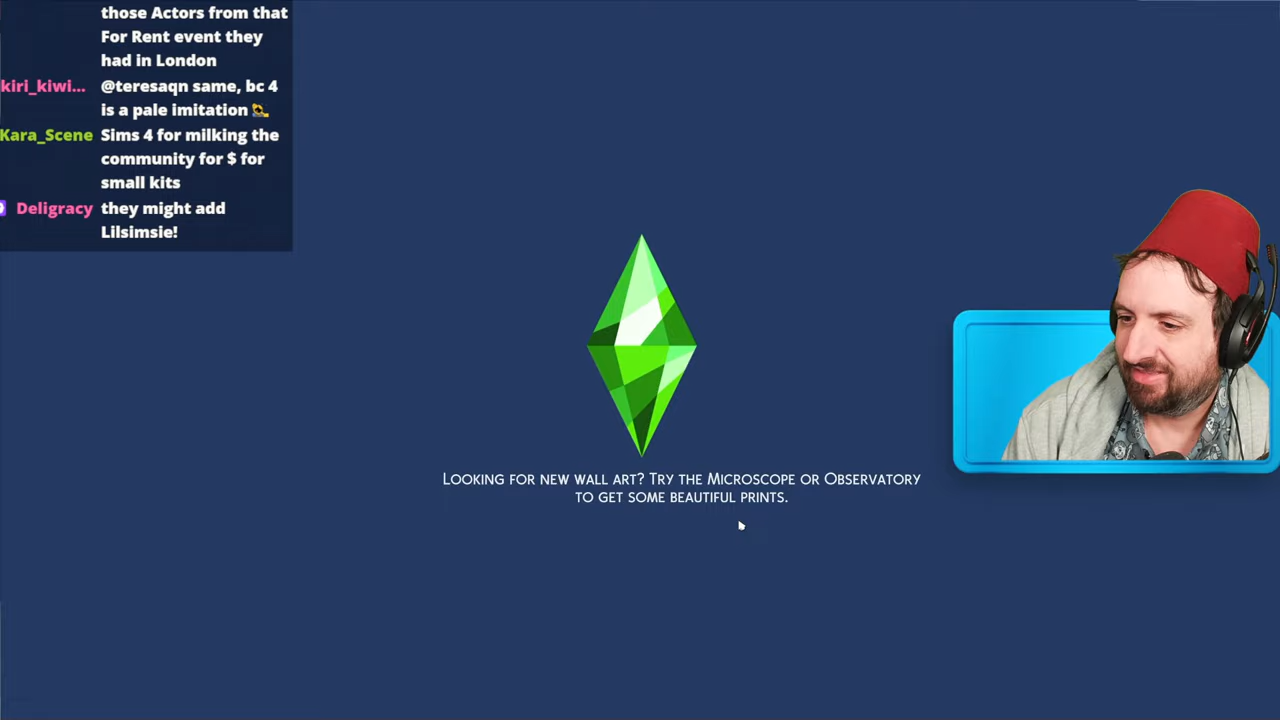 those Actors from that
For Rent event they
had in London
kiri_kiwi... @teresaqn same, bc 4
is a pale imitation
Kara_Scene Sims 4 for milking the
community for $ for
small kits
Deligracy they might add
Lilsimsie!
LOOKING FOR NEW WALL ART? TRY THE MICROSCOPE OR OBSERVATORY
TO GET SOME BEAUTIFUL PRINTS.